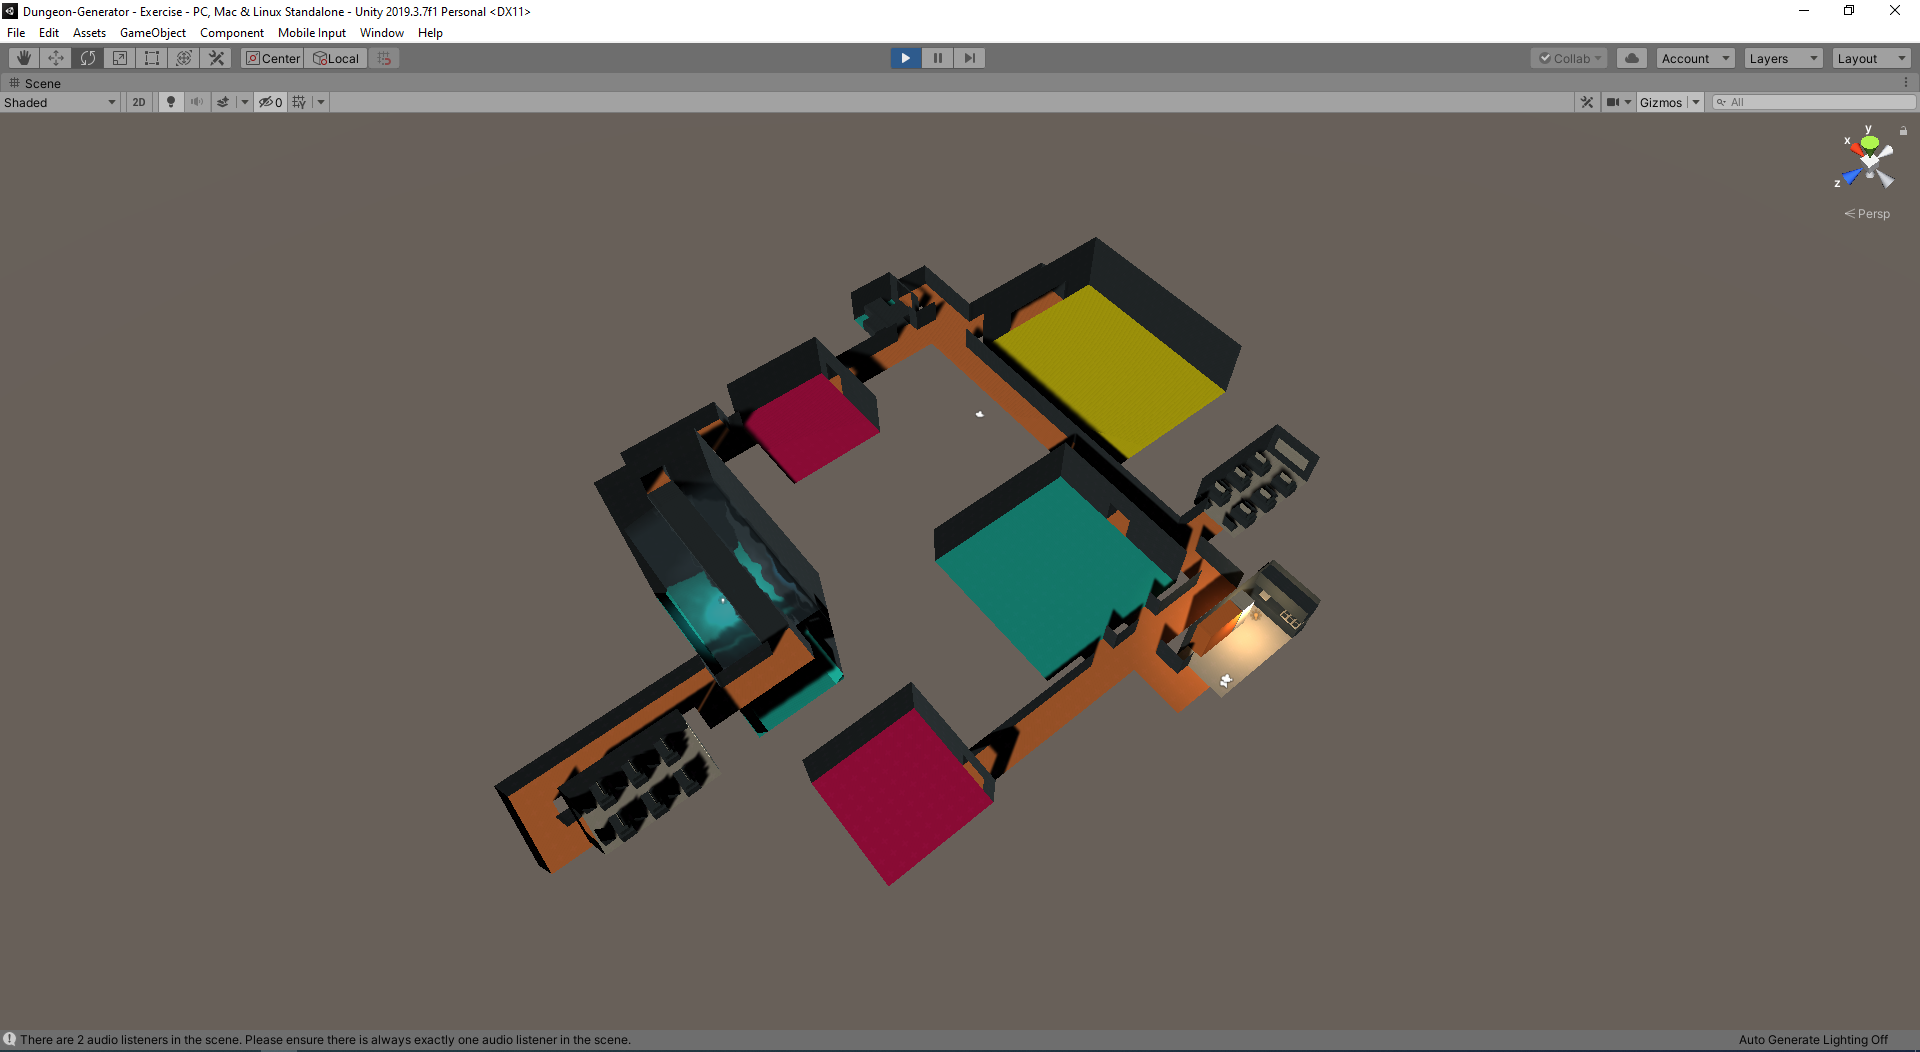 Dungeon-Generator - Exercise - PC, Mac & Linux Standalone - Unity 2019.3.7f1 Personal <DX11>
File Edit Assets GameObject Component Mobile Input Window Help
Center Local Collab Account Layers Layout
Scene
Shaded 2D 0 Gizmos All
y
x
z
Persp
There are 2 audio listeners in the scene. Please ensure there is always exactly one audio listener in the scene. Auto Generate Lighting Off